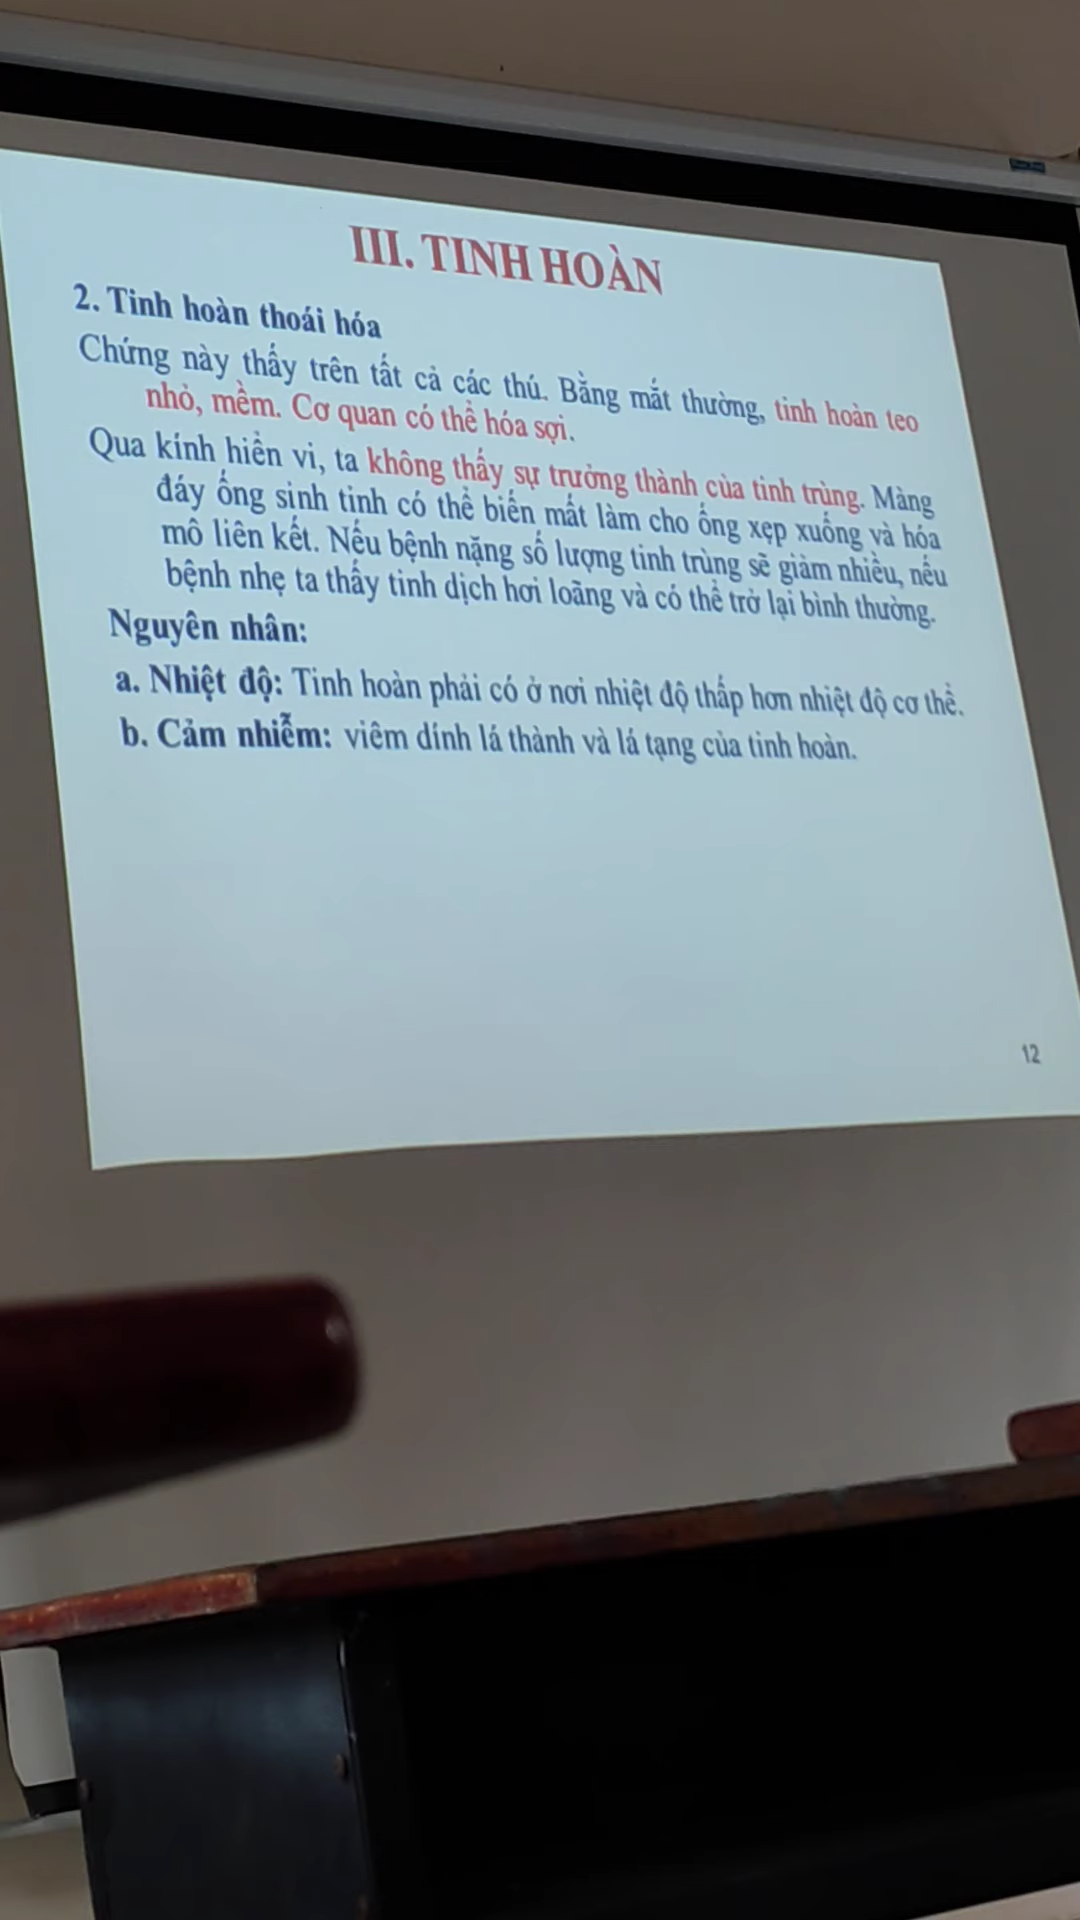 III. TINH HOÀN
2. Tinh hoàn thoái hóa
Chứng này thấy trên tất cả các thú. Bằng mắt thường, tinh hoàn teo
nhỏ, mềm. Cơ quan có thể hóa sợi.
Qua kính hiển vi, ta không thấy sự trưởng thành của tinh trùng. Màng
đáy ống sinh tinh có thể biến mất làm cho ống xẹp xuống và hóa
mô liên kết. Nếu bệnh nặng số lượng tinh trùng sẽ giảm nhiều, nếu
bệnh nhẹ ta thấy tinh dịch hơi loãng và có thể trở lại bình thường.
Nguyên nhân:
a. Nhiệt độ: Tinh hoàn phải có ở nơi nhiệt độ thấp hơn nhiệt độ cơ thể.
b. Cảm nhiễm: viêm dính lá thành và lá tạng của tinh hoàn.
12